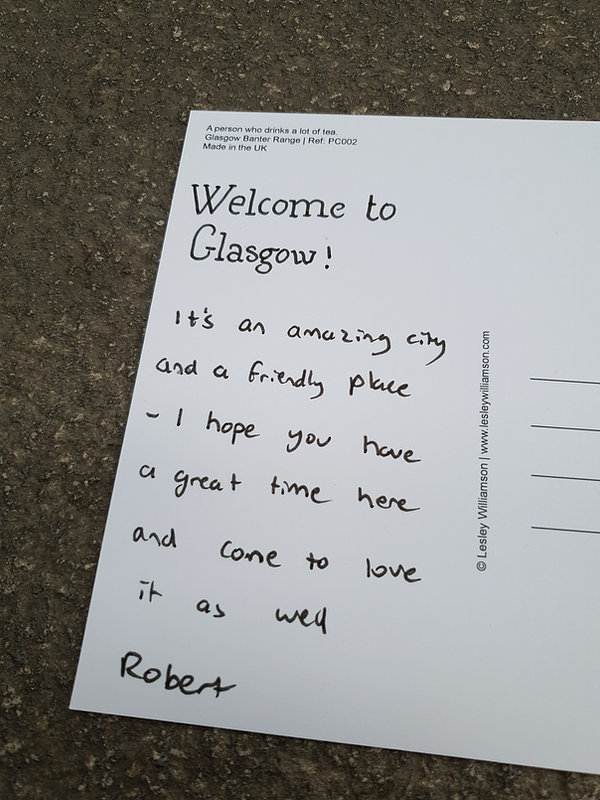 A person who drinks a lot of tea.
Glasgow Banter Range | Ref: PC002
Made in the UK
Welcome to
Glasgow!
It's an amazing city
and a friendly place
- I hope you have
a great time here
and come to love
it as well
Robert
© Lesley Williamson | www.lesleywilliamson.com